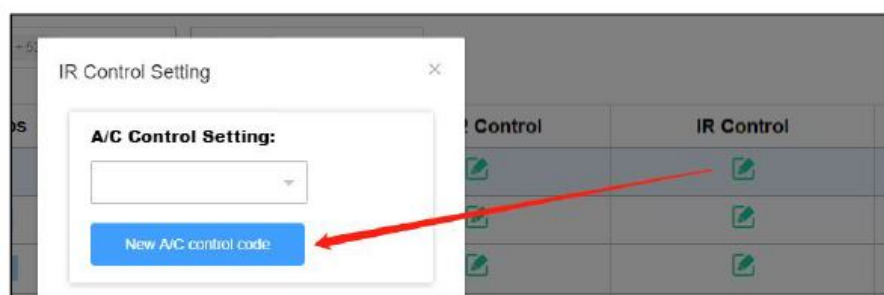 IR Control Setting
A/C Control Setting:
Control
IR Control
New A/C control code